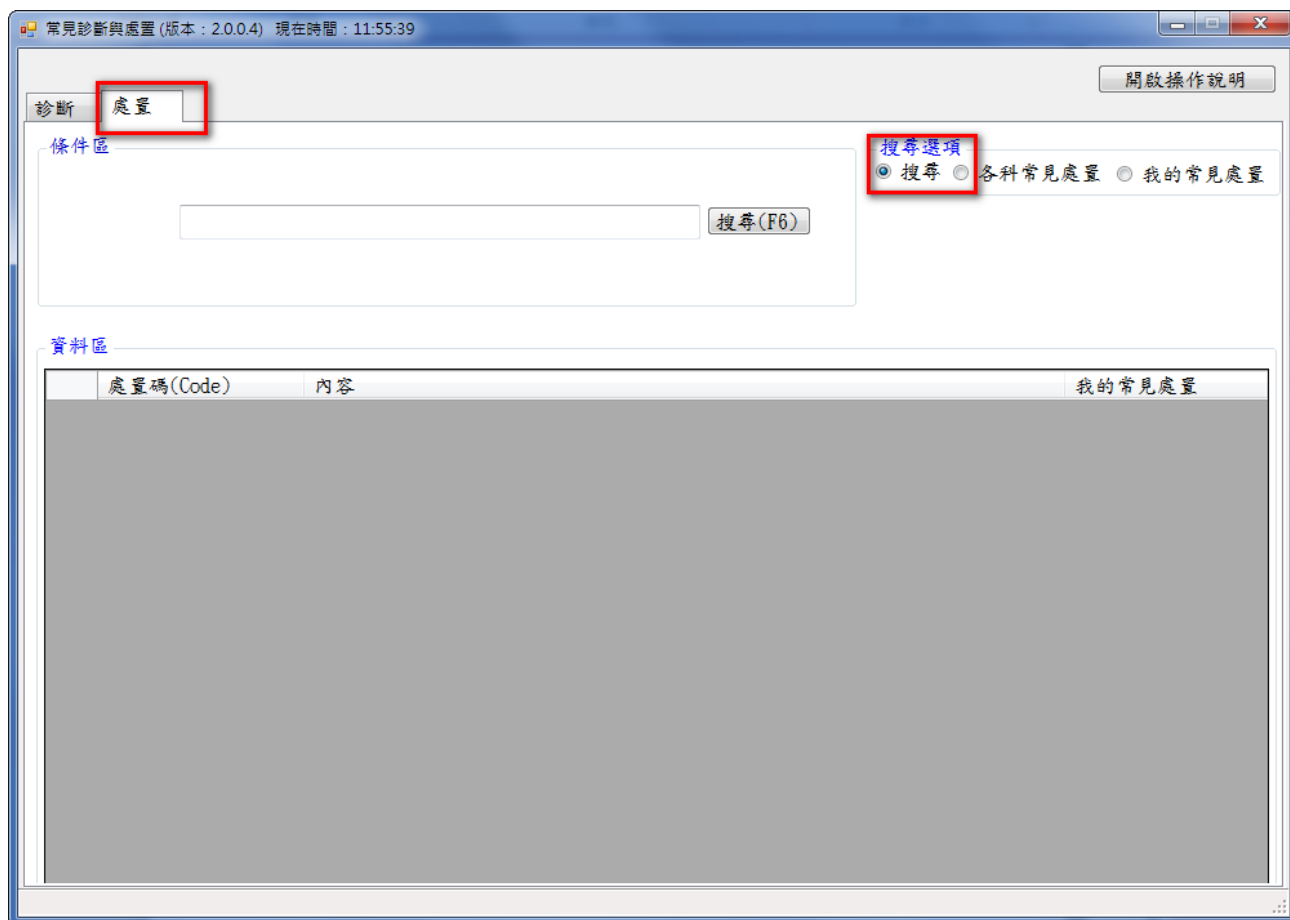 常見診斷與處置 (版本：2.0.0.4) 現在時間：11:55:39
開啟操作說明
診斷 處置
條件區
搜尋選項
搜尋 各科常見處置 我的常見處置
搜尋(F6)
資料區
處置碼(Code) 內容 我的常見處置